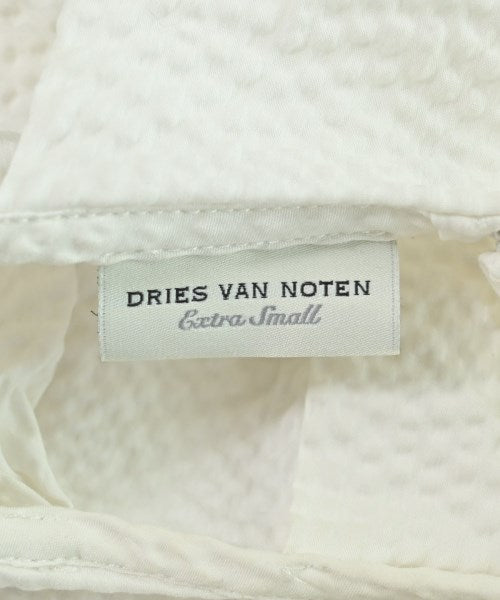 DRIES VAN NOTEN
Extra Small